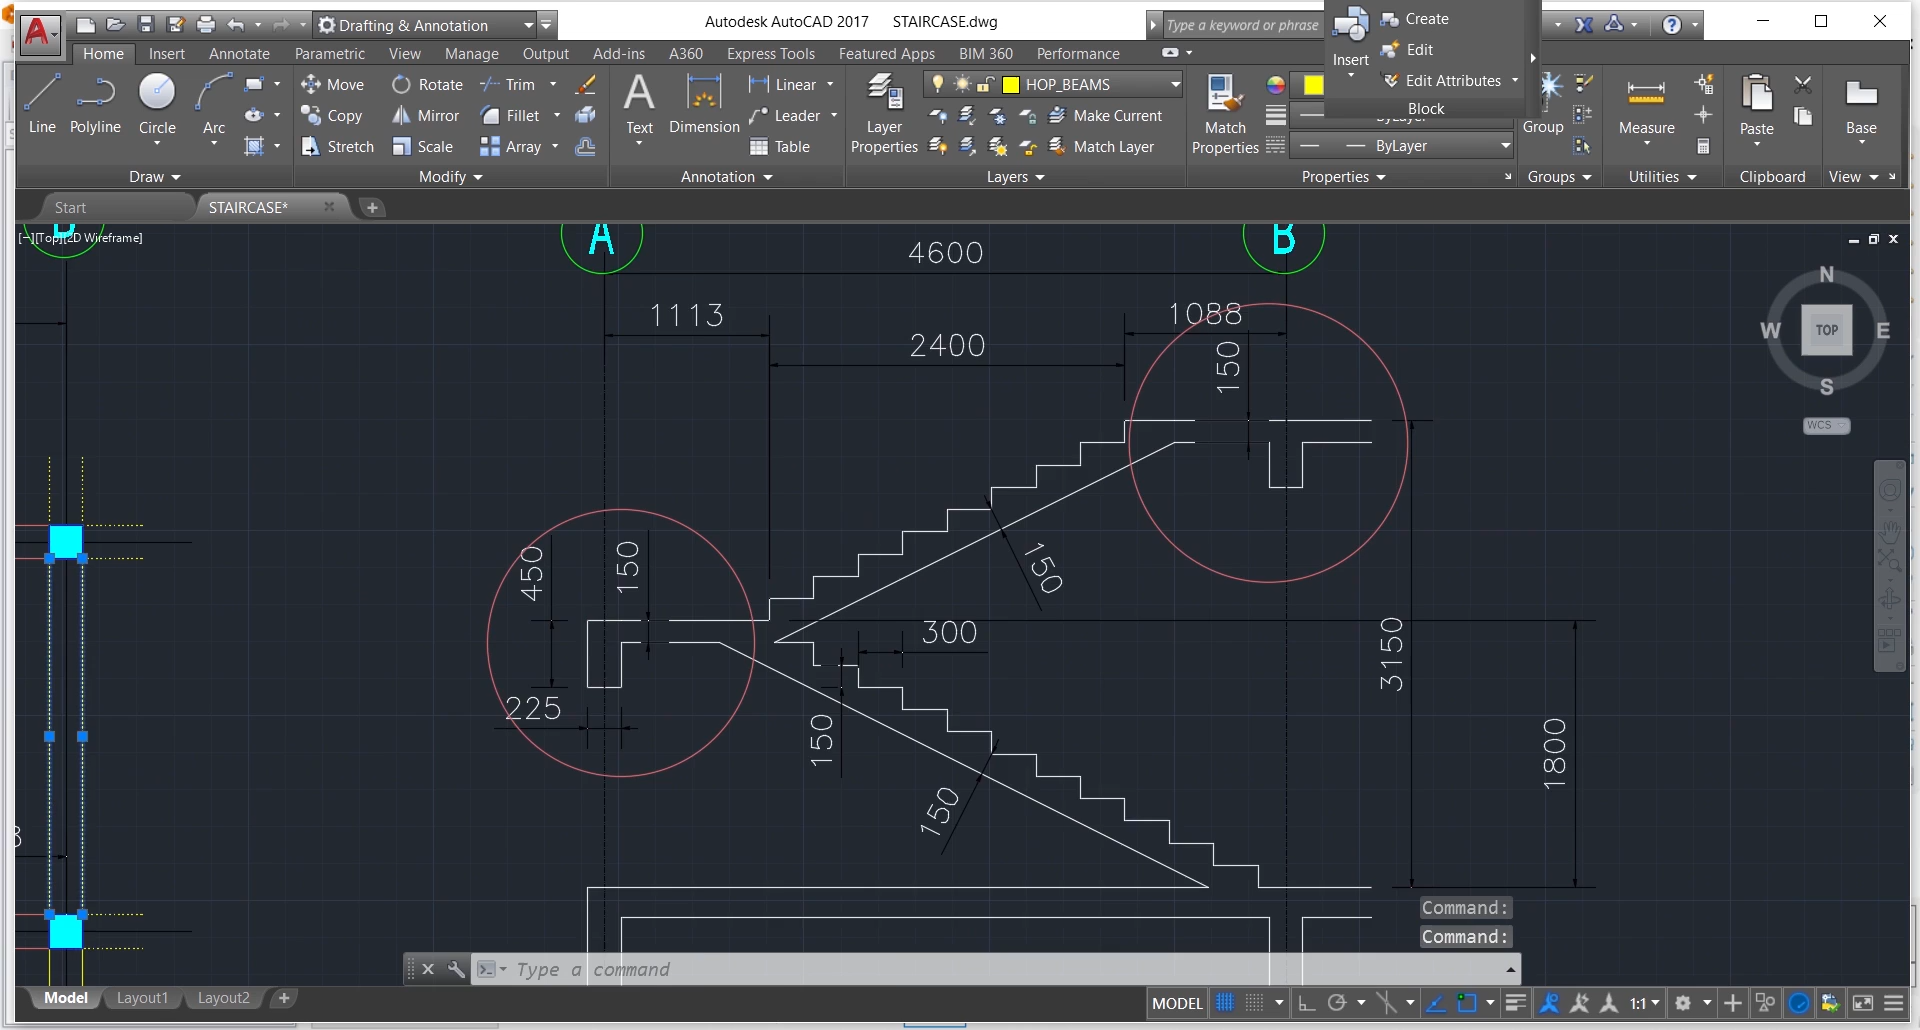 Drafting & Annotation
Autodesk AutoCAD 2017 STAIRCASE.dwg
Type a keyword or phrase
Create
Home Insert Annotate Parametric View Manage Output Add-ins A360 Express Tools Featured Apps BIM 360 Performance
Insert
Edit
Edit Attributes
Block
Line
Polyline
Circle
Arc
Move
Rotate
Trim
Copy
Mirror
Fillet
Stretch
Scale
Array
Text
Dimension
Linear
Leader
Table
Layer
Properties
HOP_BEAMS
Make Current
Match Layer
Match
Properties
ByLayer
ByLayer
Group
Measure
Paste
Base
Draw
Modify
Annotation
Layers
Properties
Groups
Utilities
Clipboard
View
Start
STAIRCASE*
[−][Top][2D Wireframe]
A
B
4600
1113
1088
2400
150
450
150
150
300
225
150
150
3150
1800
N
W
TOP
E
S
WCS
Command:
Command:
Type a command
Model
Layout1
Layout2
MODEL
1:1